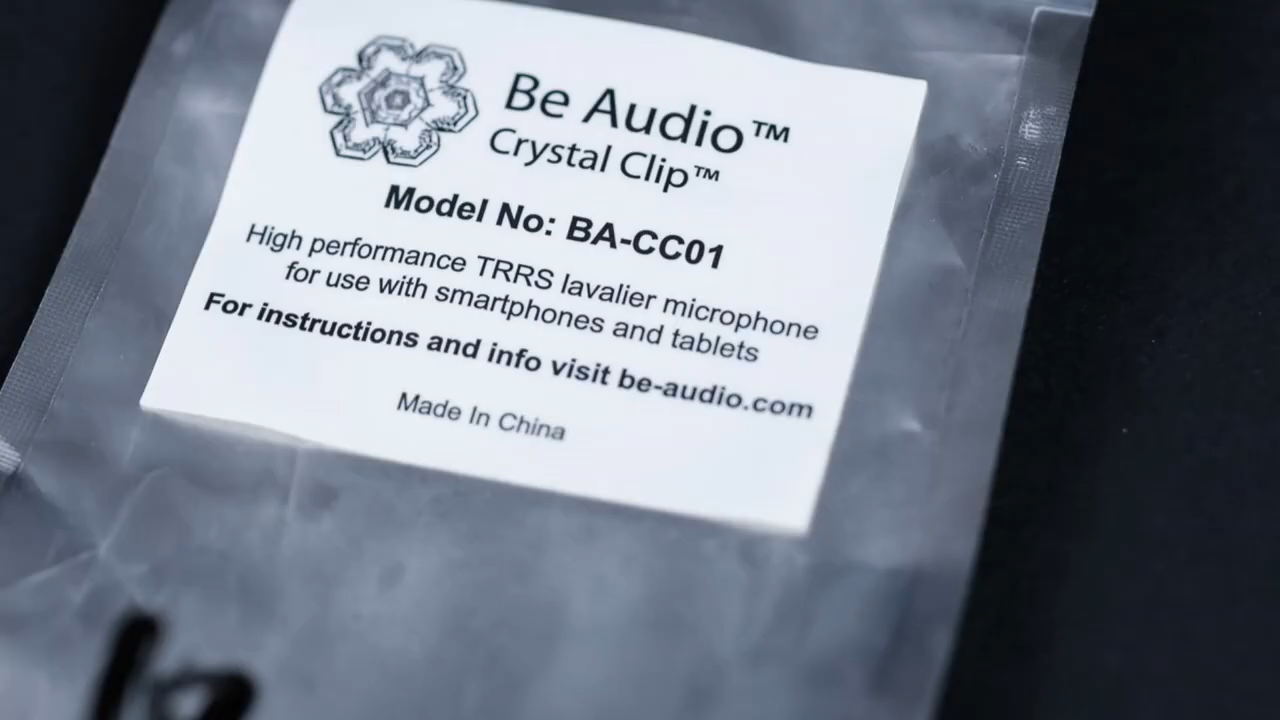 Be Audio™
Crystal Clip™
Model No: BA-CC01
High performance TRRS lavalier microphone
for use with smartphones and tablets
For instructions and info visit be-audio.com
Made In China